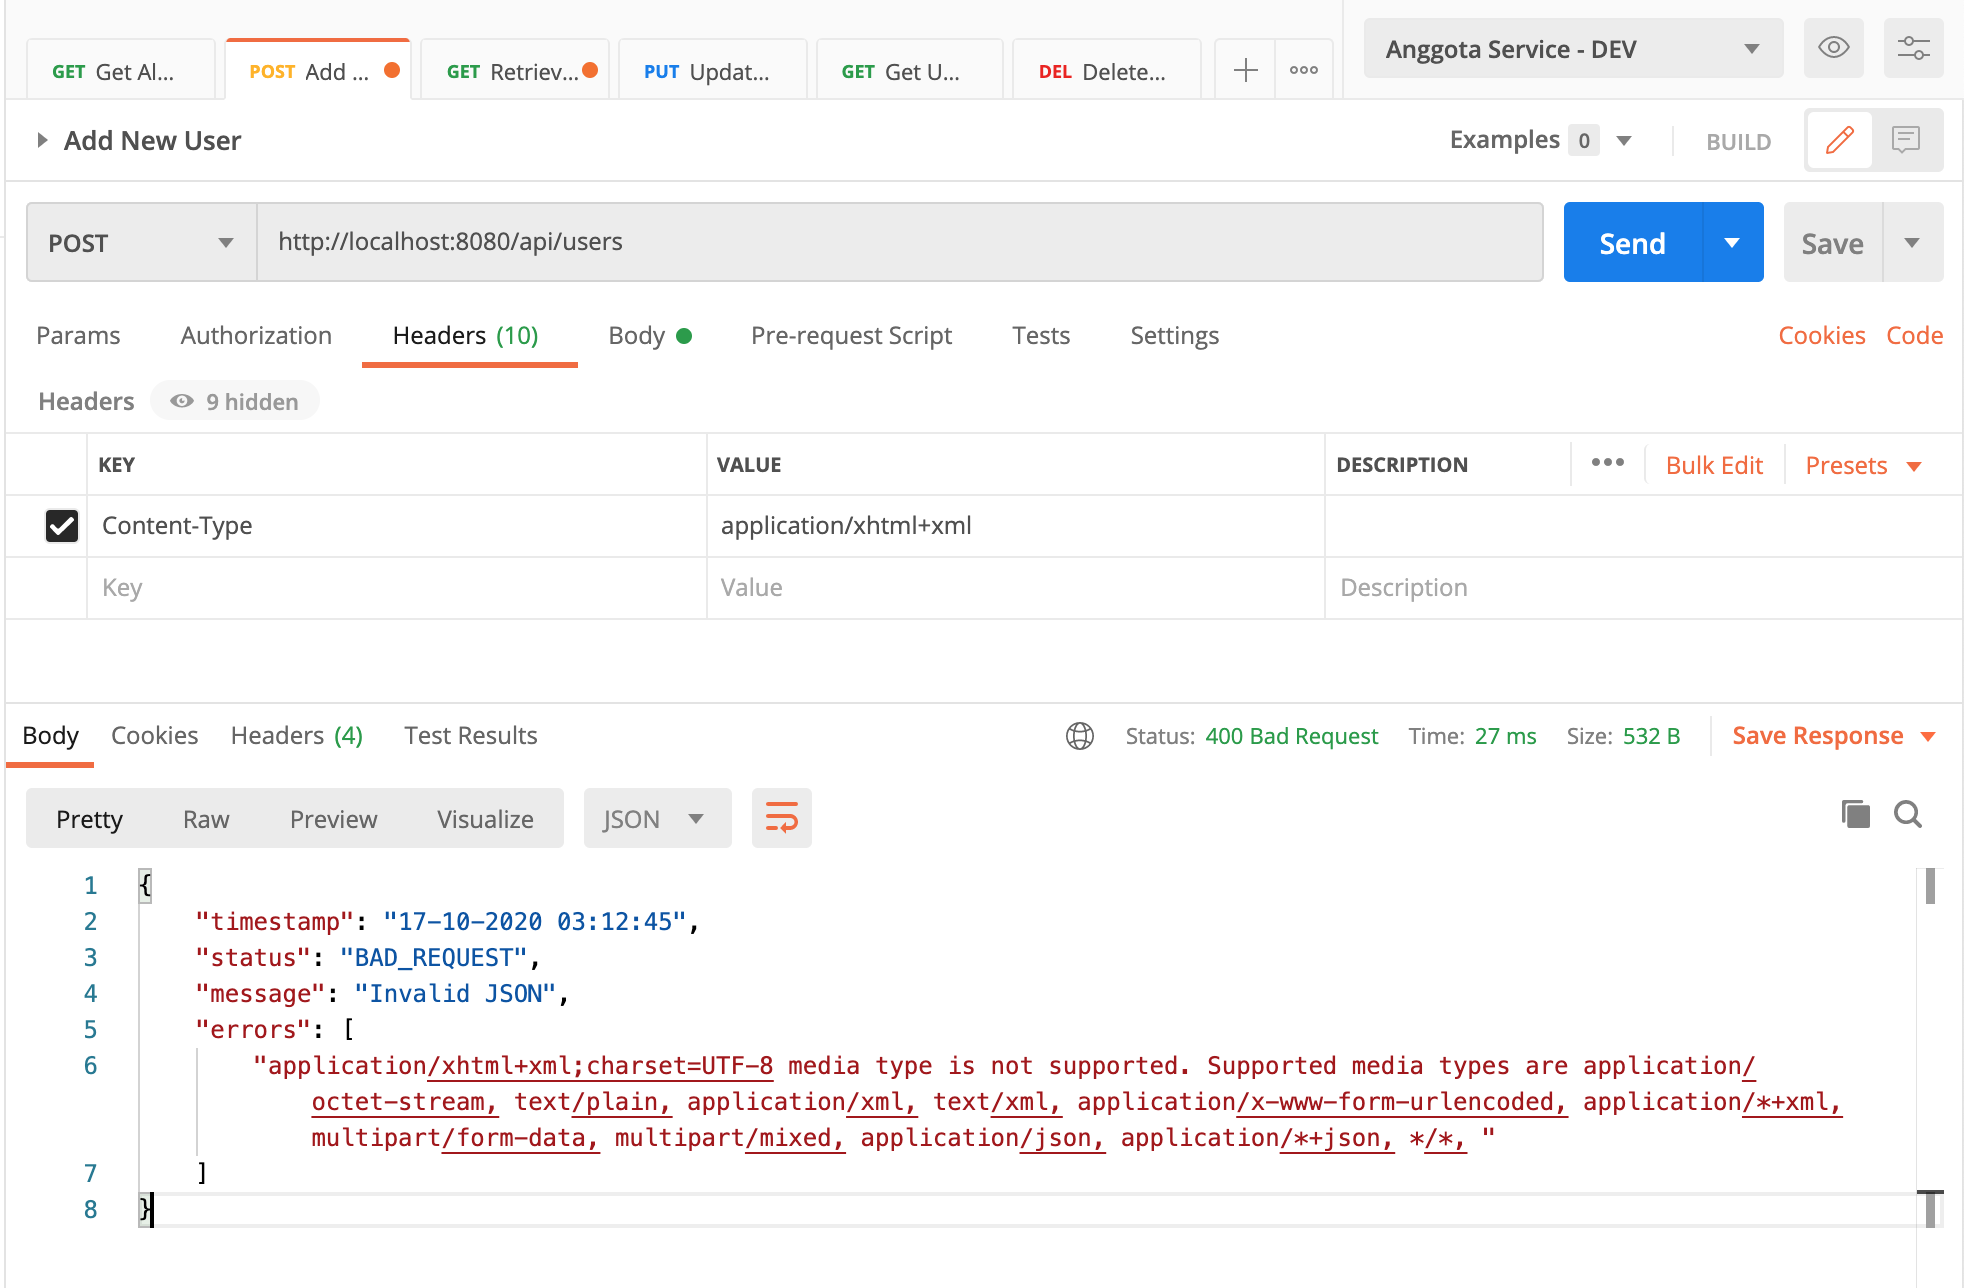 GET Get Al...
POST Add ...
GET Retriev...
PUT Updat...
GET Get U...
DEL Delete...
Anggota Service - DEV
Add New User
Examples 0
BUILD
POST
http://localhost:8080/api/users
Send
Save
Params
Authorization
Headers (10)
Body
Pre-request Script
Tests
Settings
Cookies
Code
Headers
9 hidden
KEY
VALUE
DESCRIPTION
Bulk Edit
Presets
Content-Type
application/xhtml+xml
Key
Value
Description
Body
Cookies
Headers (4)
Test Results
Status: 400 Bad Request
Time: 27 ms
Size: 532 B
Save Response
Pretty
Raw
Preview
Visualize
JSON
1 {
2 "timestamp": "17-10-2020 03:12:45",
3 "status": "BAD_REQUEST",
4 "message": "Invalid JSON",
5 "errors": [
6 "application/xhtml+xml;charset=UTF-8 media type is not supported. Supported media types are application/
octet-stream, text/plain, application/xml, text/xml, application/x-www-form-urlencoded, application/*+xml,
multipart/form-data, multipart/mixed, application/json, application/*+json, */*, "
7 ]
8 }